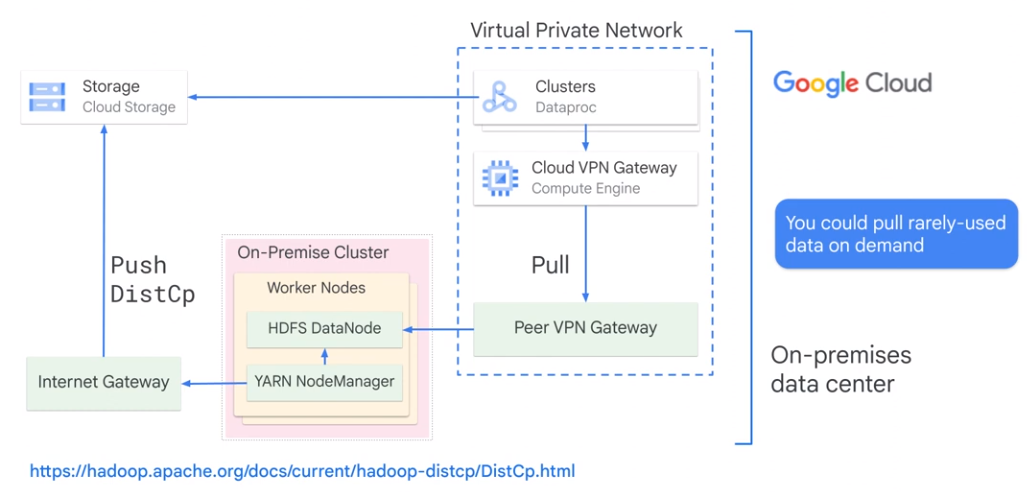 Virtual Private Network
Storage
Cloud Storage
Clusters
Dataproc
Google Cloud
Cloud VPN Gateway
Compute Engine
You could pull rarely-used
data on demand
On-Premise Cluster
Push
DistCp
Pull
Worker Nodes
HDFS DataNode
Peer VPN Gateway
YARN NodeManager
Internet Gateway
On-premises
data center
https://hadoop.apache.org/docs/current/hadoop-distcp/DistCp.html